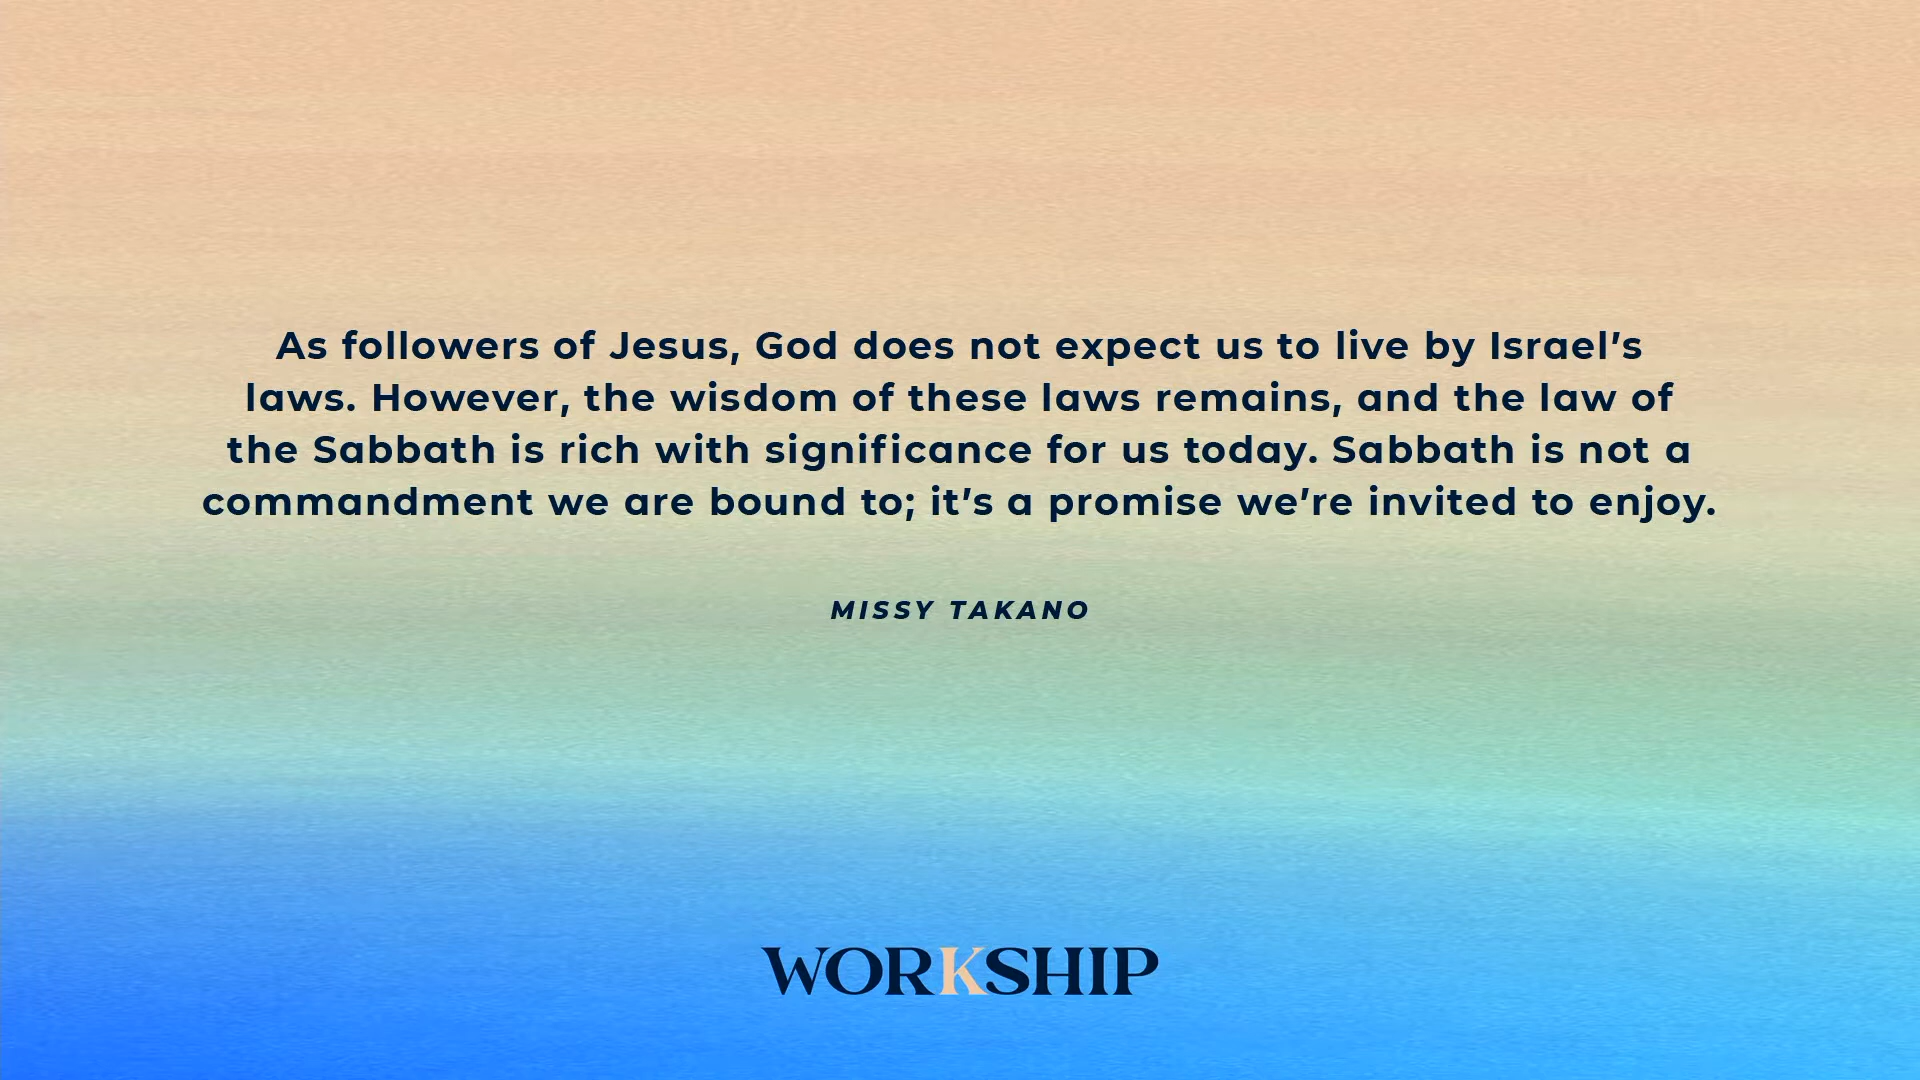 As followers of Jesus, God does not expect us to live by Israel’s
laws. However, the wisdom of these laws remains, and the law of
the Sabbath is rich with significance for us today. Sabbath is not a
commandment we are bound to; it’s a promise we’re invited to enjoy.
MISSY TAKANO
WORKSHIP